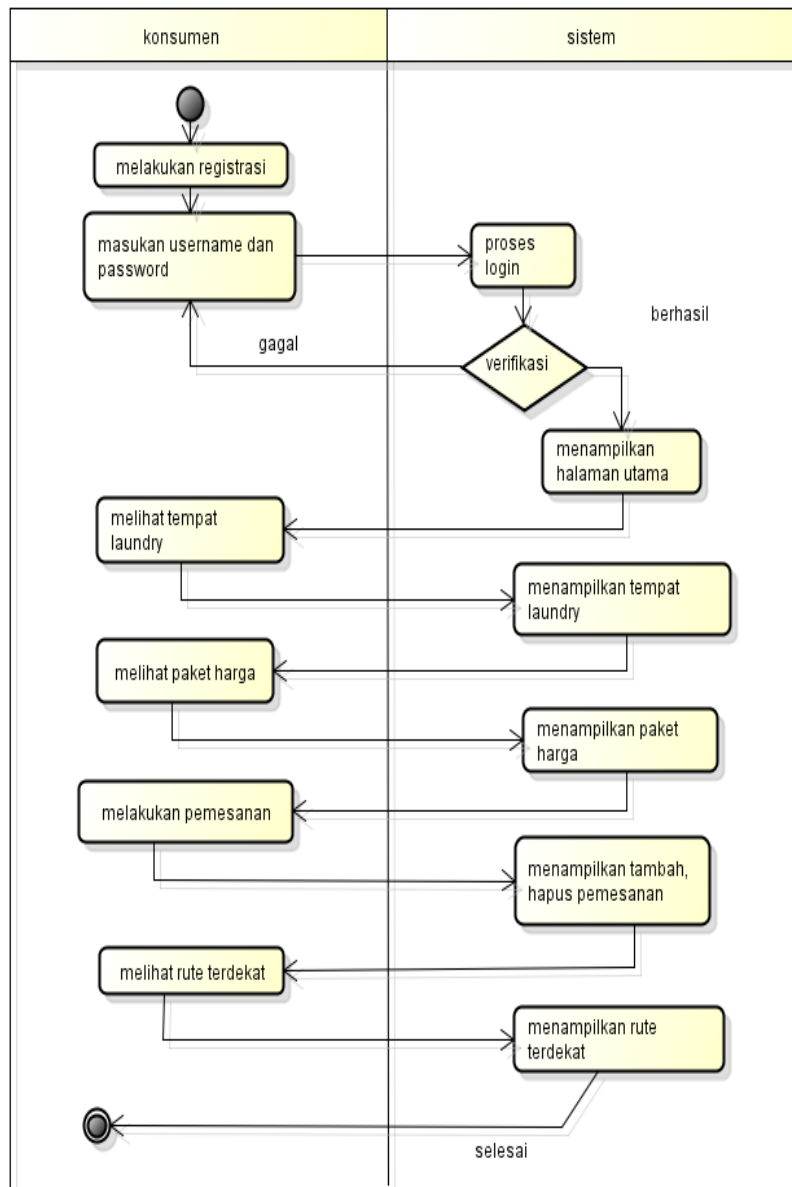 konsumen
sistem
melakukan registrasi
masukan username dan
password
proses
login
berhasil
gagal
verifikasi
menampilkan
halaman utama
melihat tempat
laundry
menampilkan tempat
laundry
melihat paket harga
menampilkan paket
harga
melakukan pemesanan
menampilkan tambah,
hapus pemesanan
melihat rute terdekat
menampilkan rute
terdekat
selesai